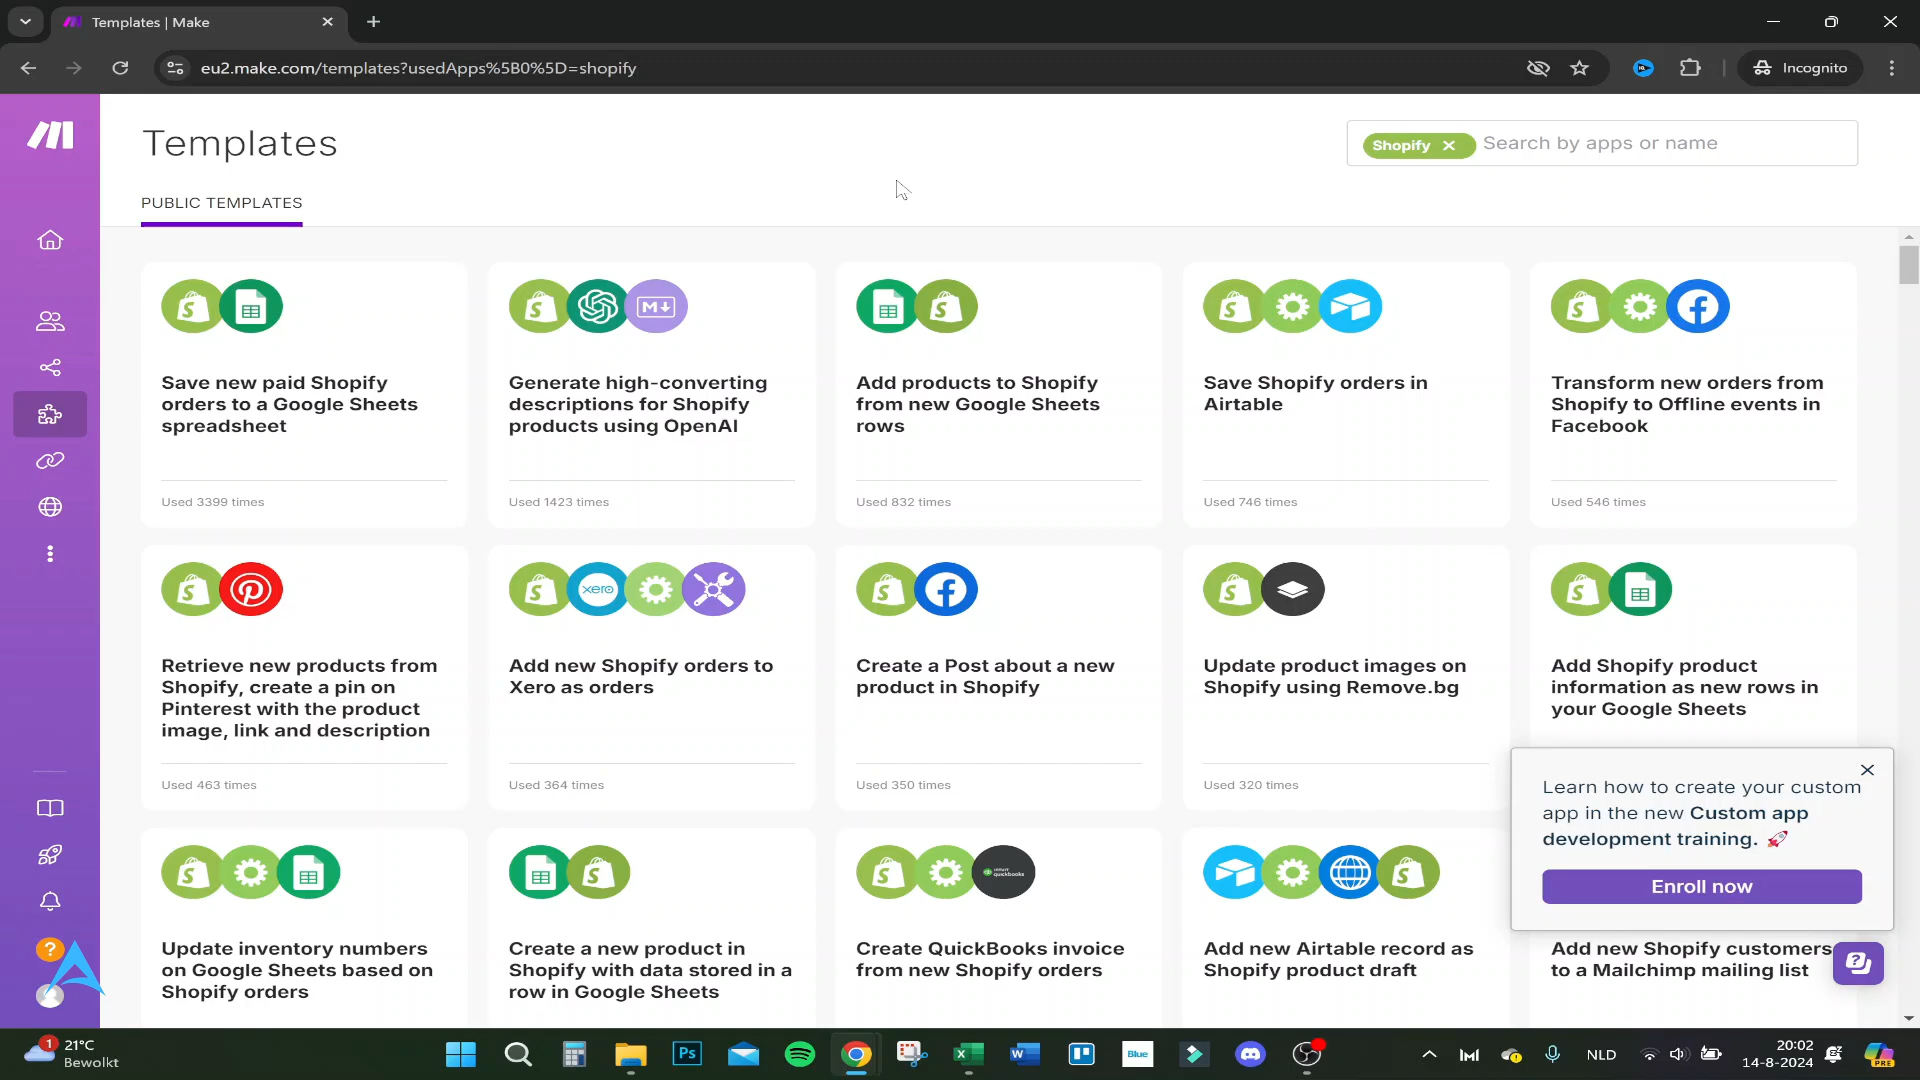 Templates | Make
eu2.make.com/templates?usedApps%5B0%5D=shopify
Incognito
Templates
Shopify
Search by apps or name
PUBLIC TEMPLATES
Save new paid Shopify
orders to a Google Sheets
spreadsheet
Used 3399 times
Generate high-converting
descriptions for Shopify
products using OpenAI
Used 1423 times
Add products to Shopify
from new Google Sheets
rows
Used 832 times
Save Shopify orders in
Airtable
Used 746 times
Transform new orders from
Shopify to Offline events in
Facebook
Used 546 times
Retrieve new products from
Shopify, create a pin on
Pinterest with the product
image, link and description
Used 463 times
xero
Add new Shopify orders to
Xero as orders
Used 364 times
Create a Post about a new
product in Shopify
Used 350 times
Update product images on
Shopify using Remove.bg
Used 320 times
Add Shopify product
information as new rows in
your Google Sheets
Learn how to create your custom
app in the new Custom app
development training. 🚀
Enroll now
Update inventory numbers
on Google Sheets based on
Shopify orders
Create a new product in
Shopify with data stored in a
row in Google Sheets
quickbooks
Create QuickBooks invoice
from new Shopify orders
Add new Airtable record as
Shopify product draft
Add new Shopify customers
to a Mailchimp mailing list
1
21°C
Bewolkt
Ps
Blue
NLD
20:02
14-8-2024
PRE